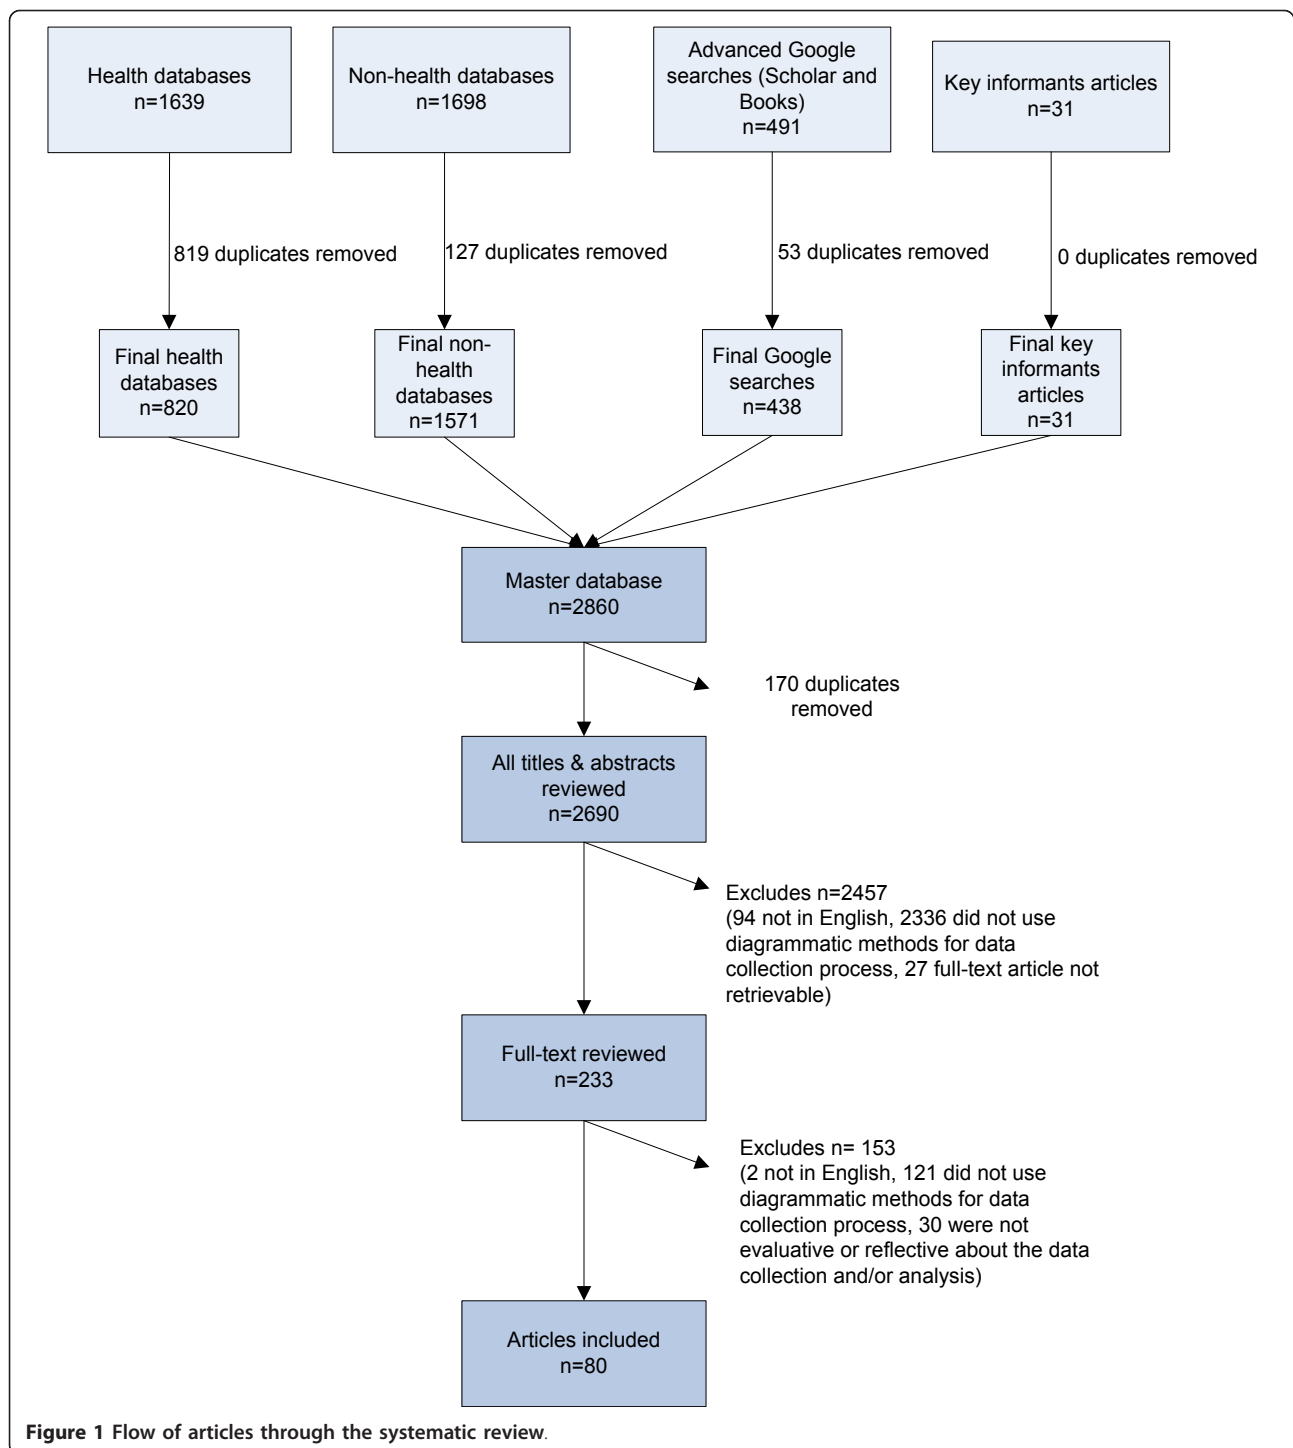 Health databases
n=1639
Non-health databases
n=1698
Advanced Google
searches (Scholar and
Books)
n=491
Key informants articles
n=31
819 duplicates removed
127 duplicates removed
53 duplicates removed
0 duplicates removed
Final health
databases
n=820
Final non-
health
databases
n=1571
Final Google
searches
n=438
Final key
informants
articles
n=31
Master database
n=2860
170 duplicates
removed
All titles & abstracts
reviewed
n=2690
Excludes n=2457
(94 not in English, 2336 did not use
diagrammatic methods for data
collection process, 27 full-text article not
retrievable)
Full-text reviewed
n=233
Excludes n= 153
(2 not in English, 121 did not use
diagrammatic methods for data
collection process, 30 were not
evaluative or reflective about the data
collection and/or analysis)
Articles included
n=80
Figure 1 Flow of articles through the systematic review.